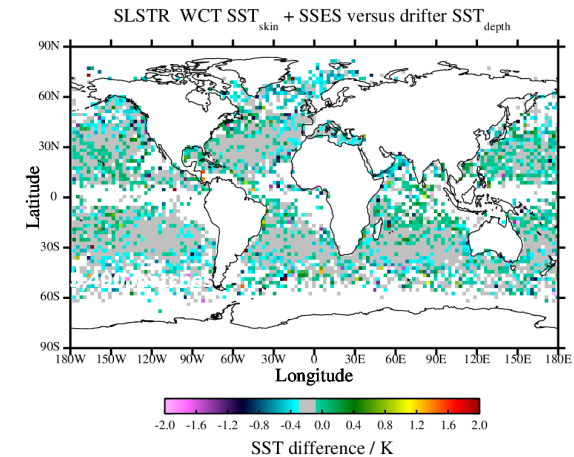 SLSTR WCT SSTskin + SSES versus drifter SSTdepth
90N
60N
30N
0
30S
60S
90S
Latitude
180W 150W 120W 90W 60W 30W 0 30E 60E 90E 120E 150E 180E
Longitude
-2.0 -1.6 -1.2 -0.8 -0.4 0.0 0.4 0.8 1.2 1.6 2.0
SST difference / K